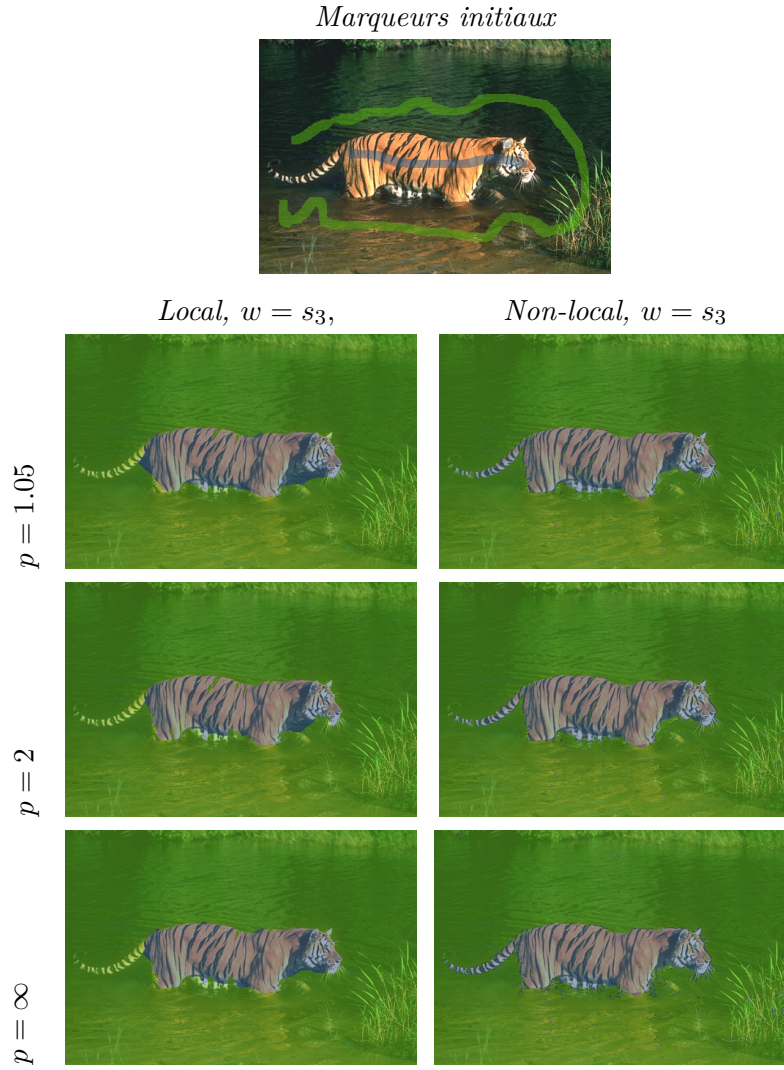 Marqueurs initiaux
Local, w = s₃,
Non-local, w = s₃
p = 1.05
p = 2
p = ∞